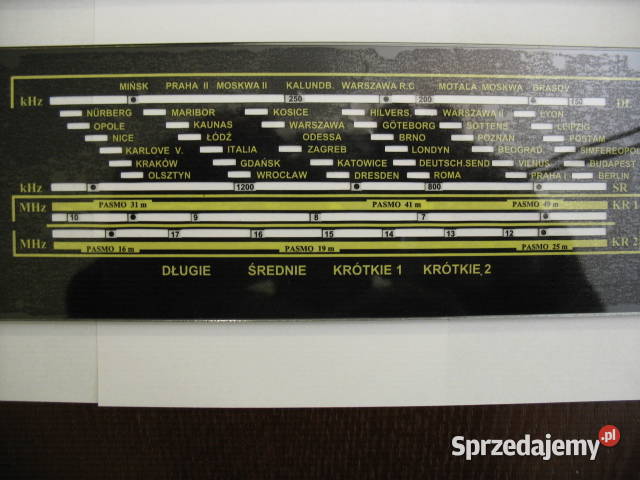 MIŃSK PRAHA II MOSKWA II KALUNDB. WARSZAWA R.C. MOTALA MOSKWA - BRASOV
kHz 250 200 150 DŁ
NÜRBERG MARIBOR KOSICE HILVERS. WARSZAWA II LYON
OPOLE KAUNAS WARSZAWA GÖTEBORG SOTTENS LEIPZIG
NICE ŁÓDŹ ODESSA BRNO POZNAN POSTAM
KARLOVE V. ITALIA ZAGREB LONDYN BEOGRAD. SIMFEREOPOL
KRAKÓW GDAŃSK KATOWICE DEUTSCH.SEND VILNUS. BUDAPEST
OLSZTYN WROCŁAW DRESDEN ROMA PRAHA I BERLIN
kHz 1200 800 SR
MHz PASMO 31 m PASMO 41 m PASMO 49 m KR 1
10 9 8 7
17 16 15 14 13 12
MHz PASMO 16 m PASMO 19 m PASMO 25 m KR 2
DŁUGIE ŚREDNIE KRÓTKIE 1 KRÓTKIE 2
Sprzedajemy.pl